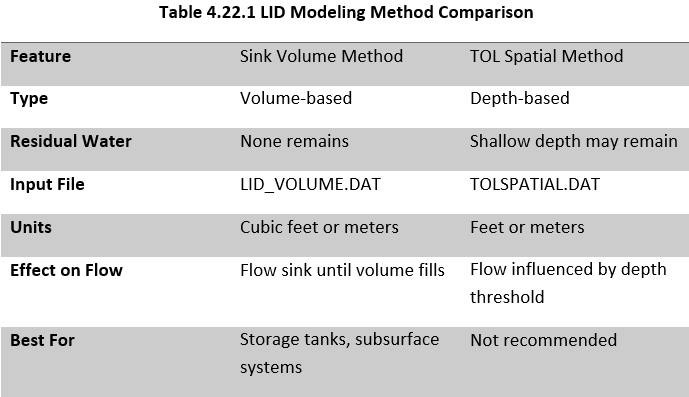 Table 4.22.1 LID Modeling Method Comparison
Feature Sink Volume Method TOL Spatial Method
Type Volume-based Depth-based
Residual Water None remains Shallow depth may remain
Input File LID_VOLUME.DAT TOLSPATIAL.DAT
Units Cubic feet or meters Feet or meters
Effect on Flow Flow sink until volume fills Flow influenced by depth
threshold
Best For Storage tanks, subsurface Not recommended
systems